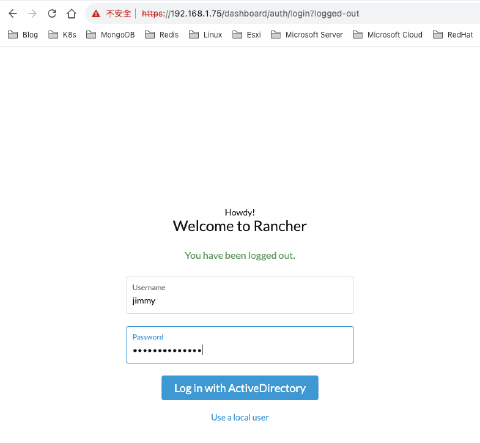 不安全 | https://192.168.1.75/dashboard/auth/login?logged-out
Blog K8s MongoDB Redis Linux Esxi Microsoft Server Microsoft Cloud RedHat
Howdy!
Welcome to Rancher
You have been logged out.
Username
jimmy
Password
••••••••••••••
Log in with ActiveDirectory
Use a local user